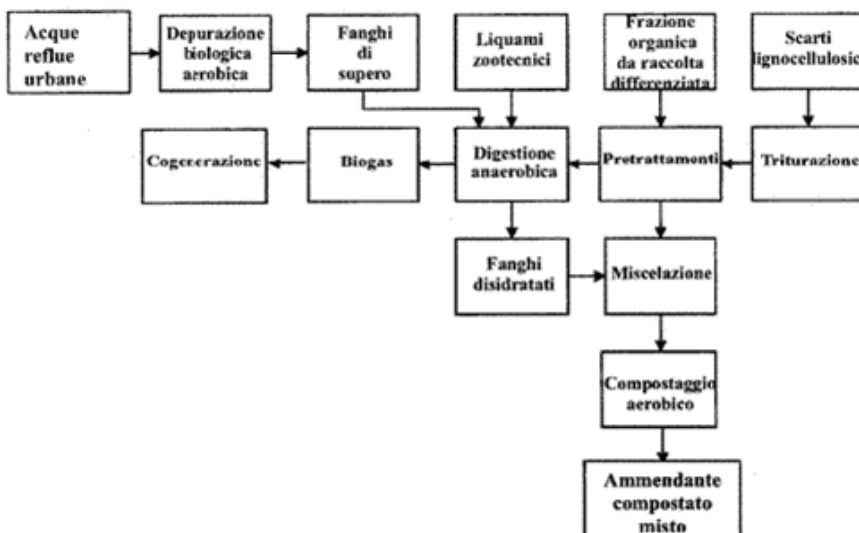 Acque
reflue
urbane
Depurazione
biologica
aerobica
Fanghi
di
supero
Liquami
zootecnici
Frazione
organica
da raccolta
differenziata
Scarti
lignocellulosic
Cogenerazione
Biogas
Digestione
anaerobica
Pretrattamenti
Triturazione
Fanghi
disidratati
Miscelazione
Compostaggio
aerobico
Ammendante
compostato
misto